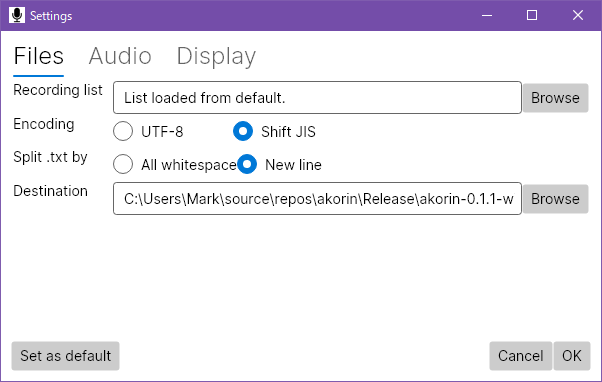 Settings
Files Audio Display
Recording list List loaded from default. Browse
Encoding UTF-8 Shift JIS
Split .txt by All whitespace New line
Destination C:\Users\Mark\source\repos\akorin\Release\akorin-0.1.1-w Browse
Set as default Cancel OK